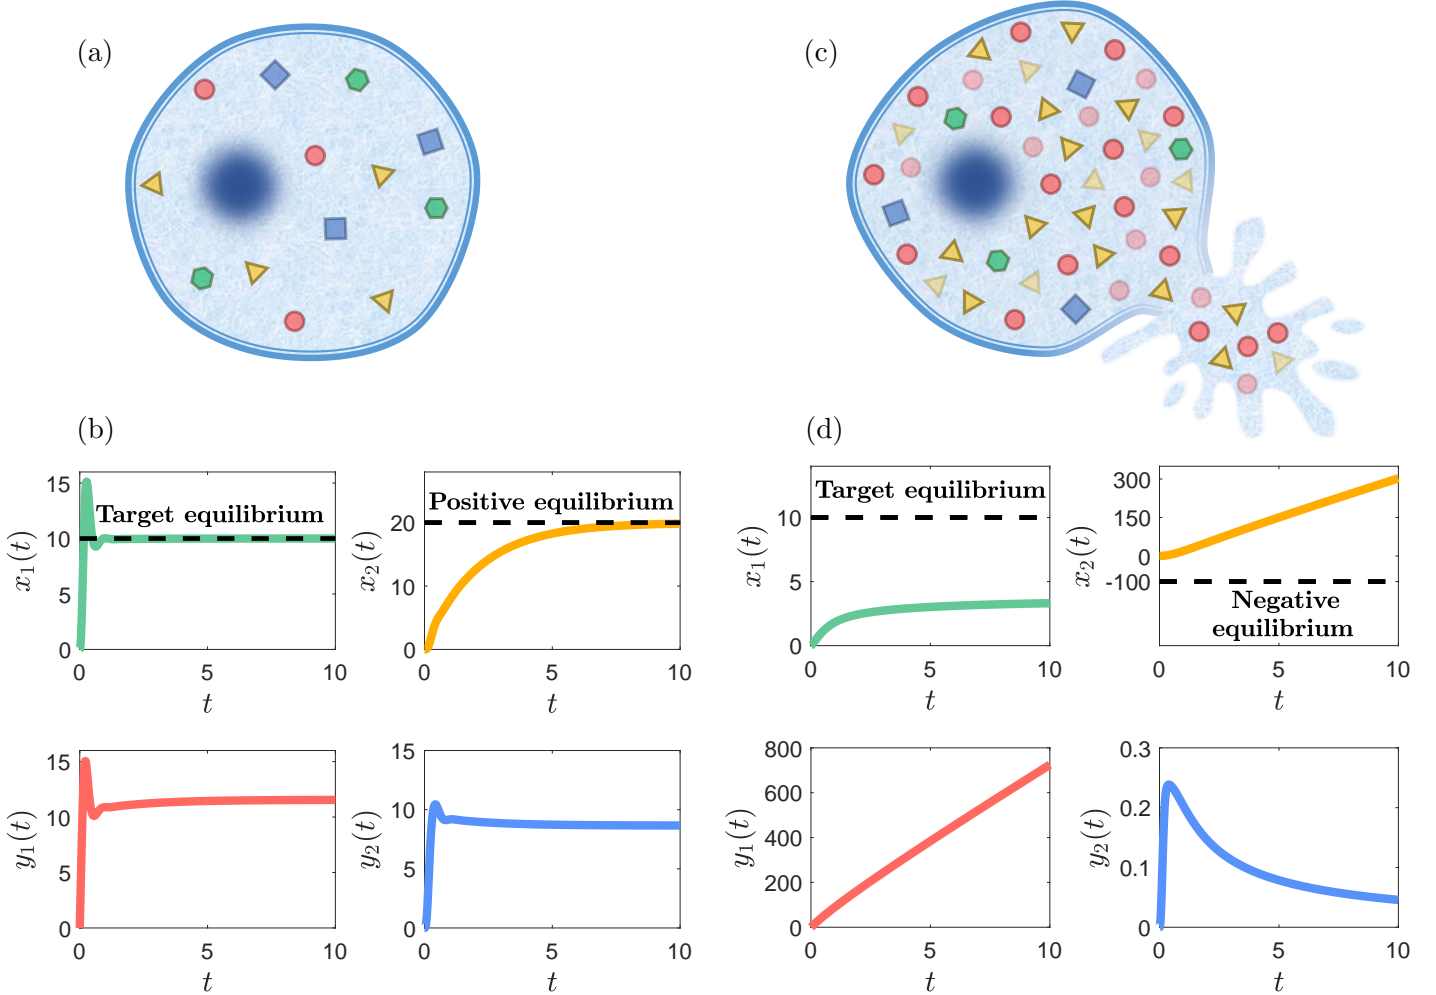 (a)
(c)
(b)
15
10
5
0
Target equilibrium
x₁(t)
0 5 10
t
20
10
0
Positive equilibrium
x₂(t)
0 5 10
t
(d)
10
5
0
Target equilibrium
x₁(t)
0 5 10
t
300
150
0
-100
Negative
equilibrium
x₂(t)
0 5 10
t
15
10
5
0
y₁(t)
0 5 10
t
15
10
5
0
y₂(t)
0 5 10
t
800
600
400
200
0
y₁(t)
0 5 10
t
0.3
0.2
0.1
0
y₂(t)
0 5 10
t